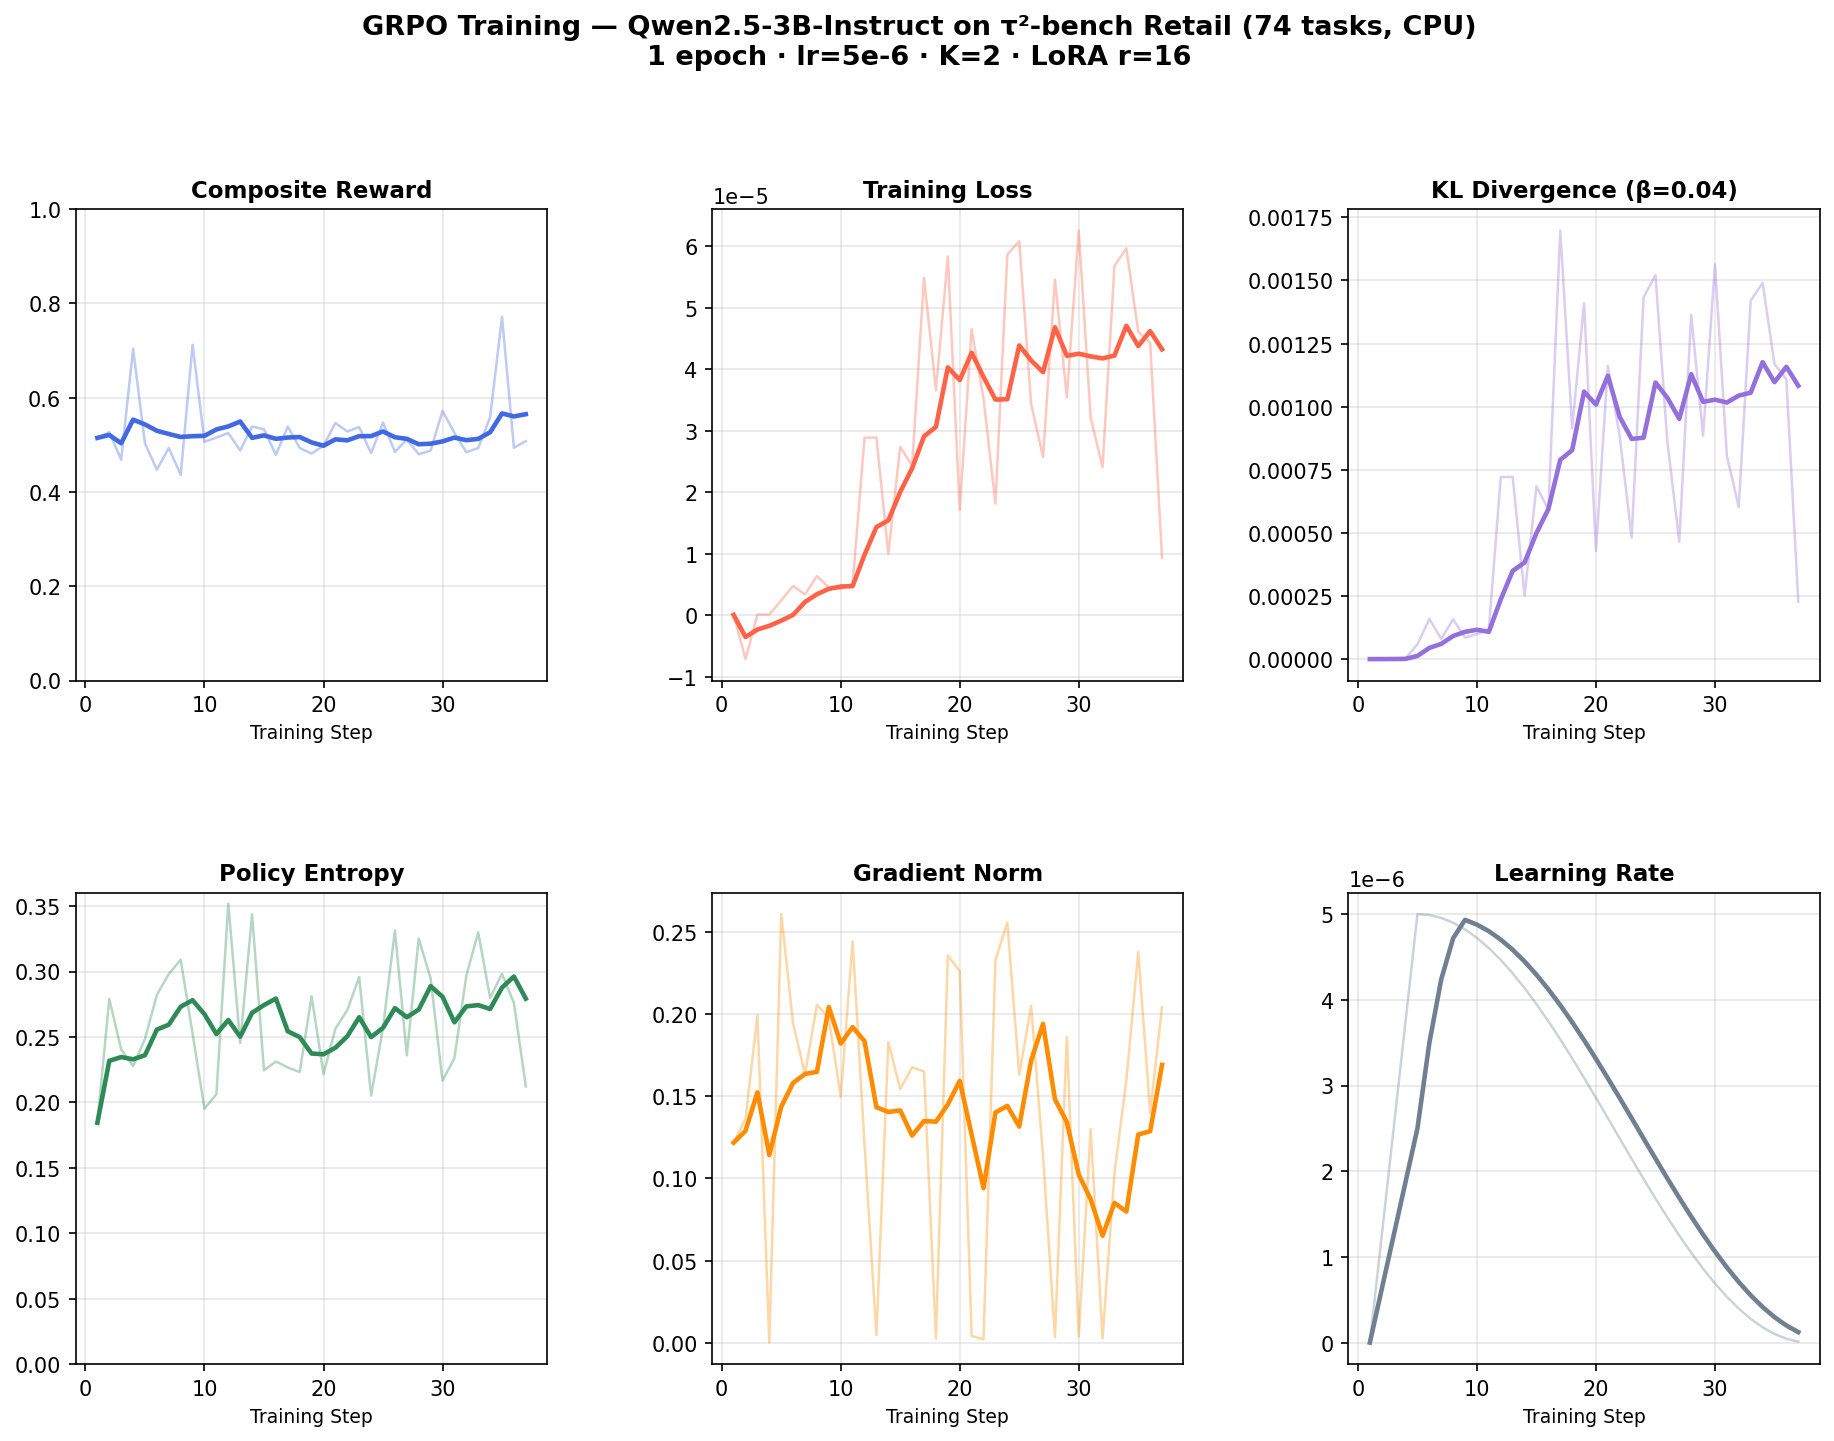 GRPO Training — Qwen2.5-3B-Instruct on τ²-bench Retail (74 tasks, CPU)
1 epoch · lr=5e-6 · K=2 · LoRA r=16
Composite Reward
1.0
0.8
0.6
0.4
0.2
0.0
0 10 20 30
Training Step
Training Loss
1e−5
6
5
4
3
2
1
0
−1
0 10 20 30
Training Step
KL Divergence (β=0.04)
0.00175
0.00150
0.00125
0.00100
0.00075
0.00050
0.00025
0.00000
0 10 20 30
Training Step
Policy Entropy
0.35
0.30
0.25
0.20
0.15
0.10
0.05
0.00
0 10 20 30
Training Step
Gradient Norm
0.25
0.20
0.15
0.10
0.05
0.00
0 10 20 30
Training Step
Learning Rate
1e−6
5
4
3
2
1
0
0 10 20 30
Training Step